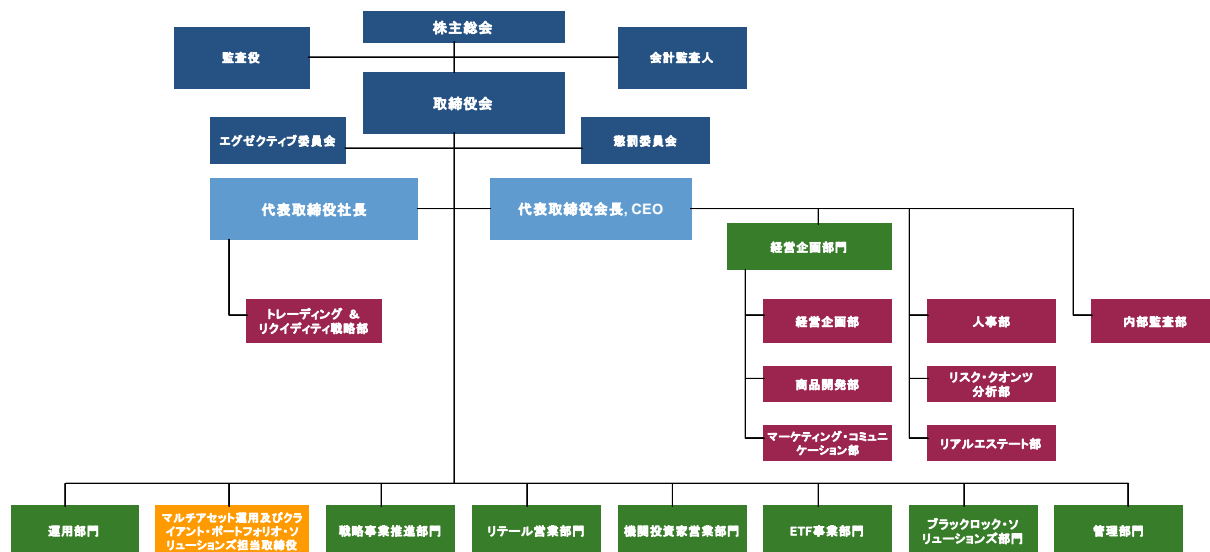 株主総会
監査役
会計監査人
取締役会
エグゼクティブ委員会
懲罰委員会
代表取締役社長
代表取締役会長, CEO
経営企画部門
トレーディング ＆
リクイディティ戦略部
経営企画部
人事部
内部監査部
商品開発部
リスク・クオンツ
分析部
マーケティング・コミュニ
ケーション部
リアルエステート部
運用部門
マルチアセット運用及びクラ
イアント・ポートフォリオ・ソ
リューションズ担当取締役
戦略事業推進部門
リテール営業部門
機関投資家営業部門
ETF事業部門
ブラックロック・ソ
リューションズ部門
管理部門